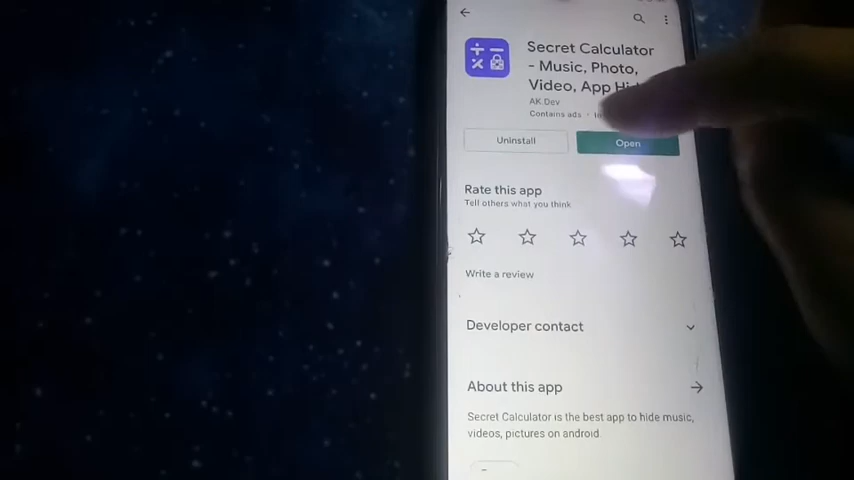 Secret Calculator
- Music, Photo,
Video, App
AK Dev
Contains ads
Uninstall
Open
Rate this app
Tell others what you think
Write a review
Developer contact
About this app
Secret Calculator is the best app to hide music,
videos, pictures on android.